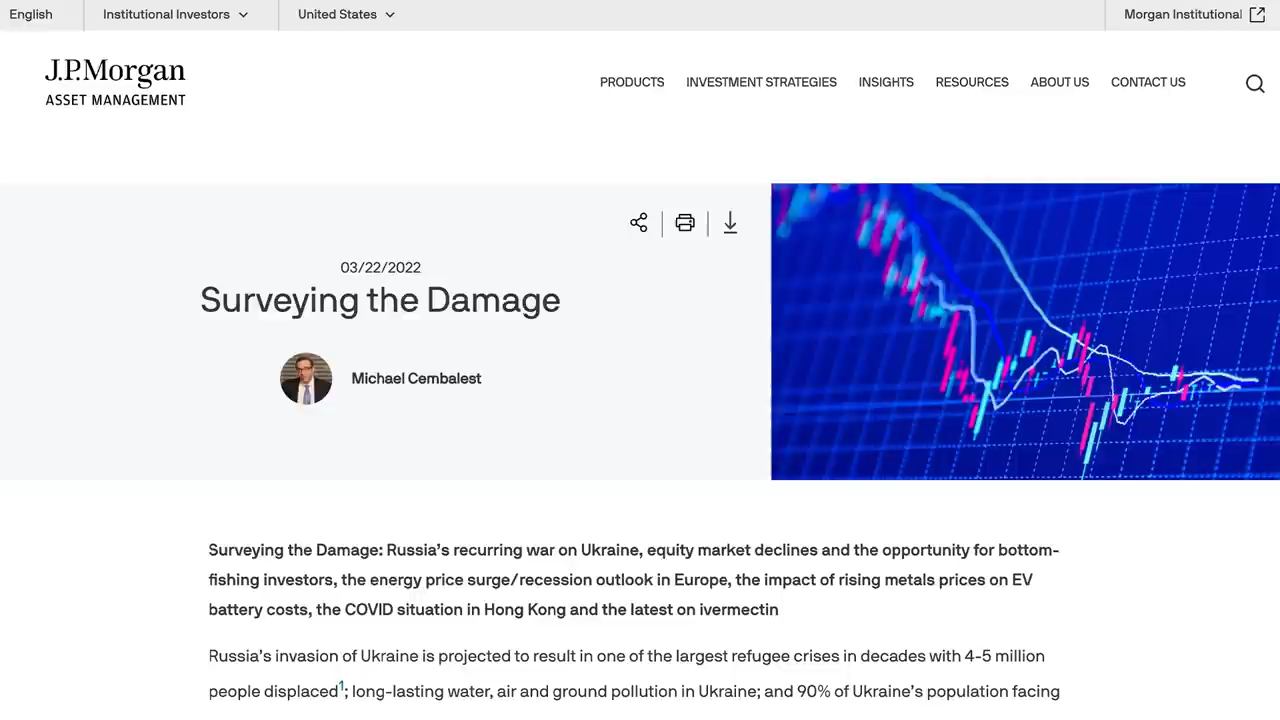 English
Institutional Investors
United States
Morgan Institutional
J.P.Morgan
ASSET MANAGEMENT
PRODUCTS
INVESTMENT STRATEGIES
INSIGHTS
RESOURCES
ABOUT US
CONTACT US
03/22/2022
Surveying the Damage
Michael Cembalest
Surveying the Damage: Russia’s recurring war on Ukraine, equity market declines and the opportunity for bottom-
fishing investors, the energy price surge/recession outlook in Europe, the impact of rising metals prices on EV
battery costs, the COVID situation in Hong Kong and the latest on ivermectin
Russia’s invasion of Ukraine is projected to result in one of the largest refugee crises in decades with 4-5 million
people displaced1; long-lasting water, air and ground pollution in Ukraine; and 90% of Ukraine’s population facing